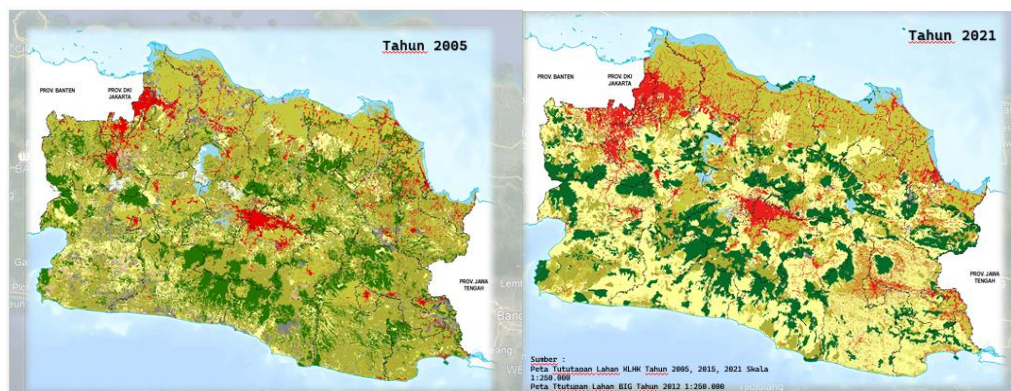 Tahun 2005
PROV. BANTEN
PROV. DKI
JAKARTA
PROV. JAWA
TENGAH
Tahun 2021
PROV. BANTEN
PROV. DKI
JAKARTA
PROV. JAWA
TENGAH
Sumber :
Peta Tututaoan Lahan KLHK Tahun 2005, 2015, 2021 Skala
1:250.000
Peta Ttutupan Lahan BIG Tahun 2012 1:250.000